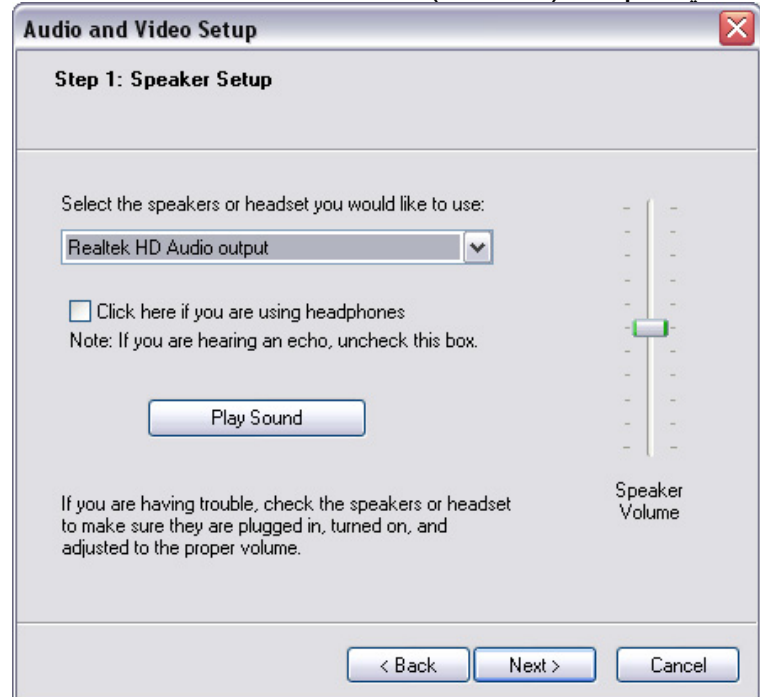 Audio and Video Setup
Step 1: Speaker Setup
Select the speakers or headset you would like to use:
Realtek HD Audio output
Click here if you are using headphones
Note: If you are hearing an echo, uncheck this box.
Play Sound
If you are having trouble, check the speakers or headset
to make sure they are plugged in, turned on, and
adjusted to the proper volume.
Speaker
Volume
< Back
Next >
Cancel